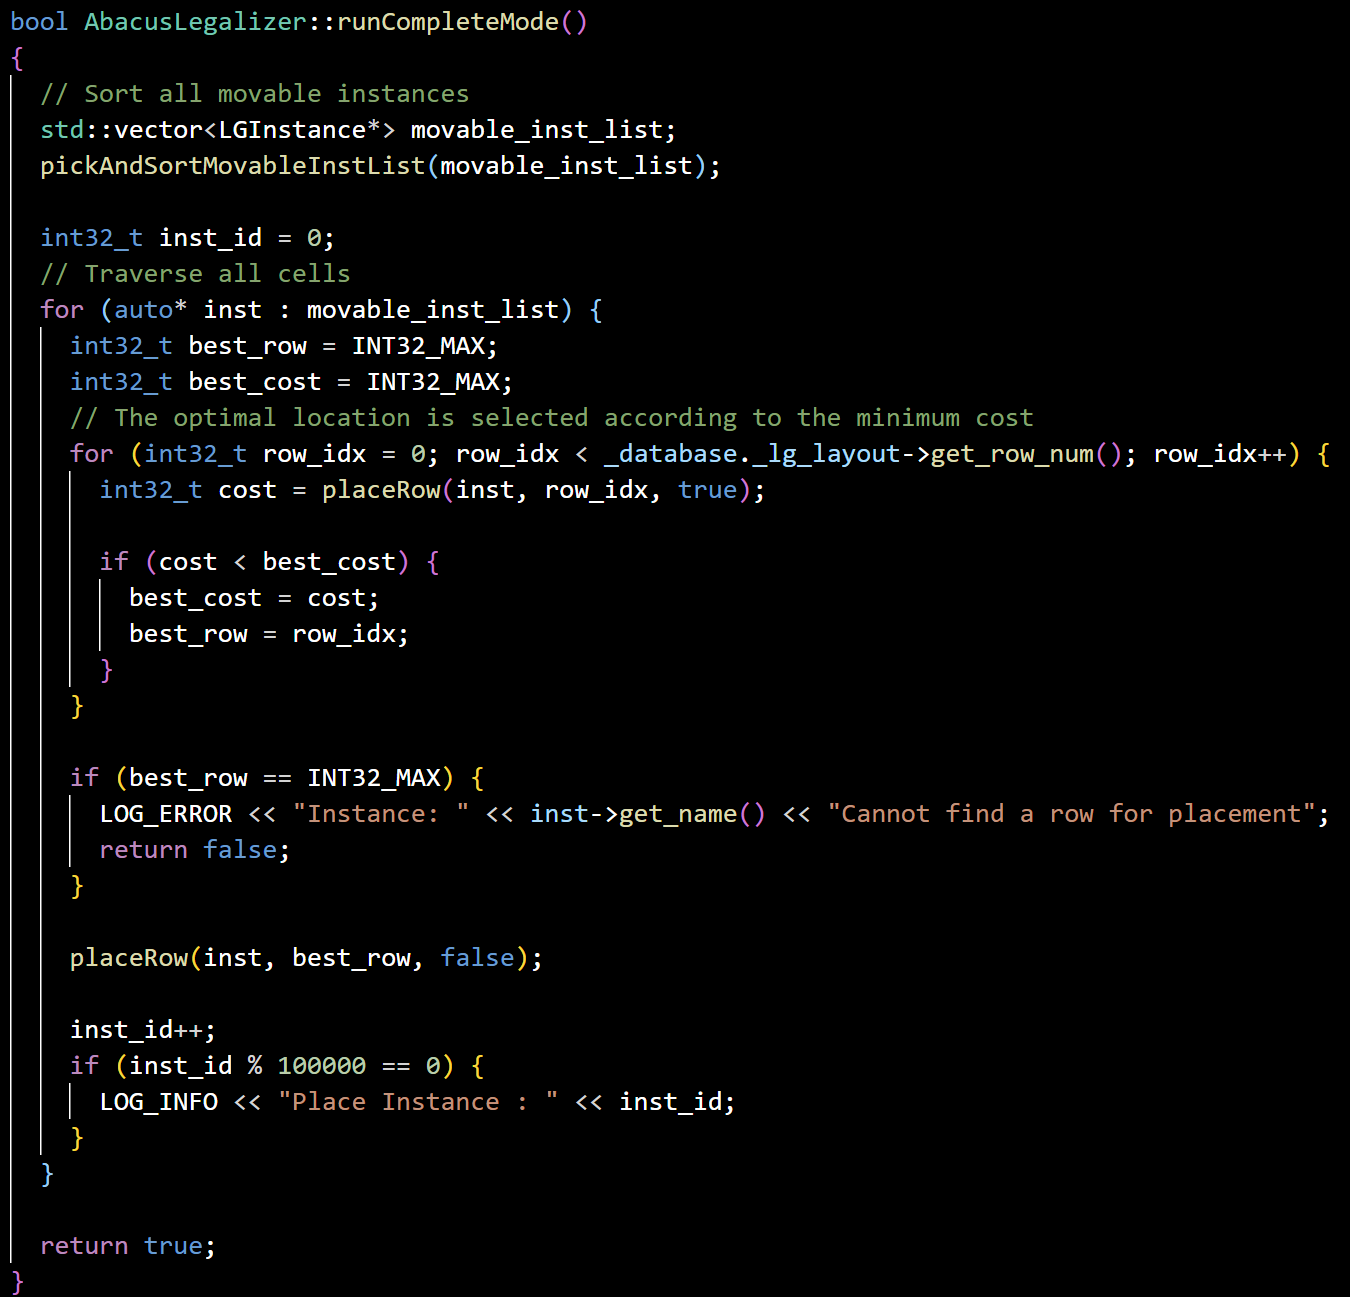 bool AbacusLegalizer::runCompleteMode()
{
  // Sort all movable instances
  std::vector<LGInstance*> movable_inst_list;
  pickAndSortMovableInstList(movable_inst_list);

  int32_t inst_id = 0;
  // Traverse all cells
  for (auto* inst : movable_inst_list) {
    int32_t best_row = INT32_MAX;
    int32_t best_cost = INT32_MAX;
    // The optimal location is selected according to the minimum cost
    for (int32_t row_idx = 0; row_idx < _database._lg_layout->get_row_num(); row_idx++) {
      int32_t cost = placeRow(inst, row_idx, true);

      if (cost < best_cost) {
        best_cost = cost;
        best_row = row_idx;
      }
    }

    if (best_row == INT32_MAX) {
      LOG_ERROR << "Instance: " << inst->get_name() << "Cannot find a row for placement";
      return false;
    }

    placeRow(inst, best_row, false);

    inst_id++;
    if (inst_id % 100000 == 0) {
      LOG_INFO << "Place Instance : " << inst_id;
    }
  }

  return true;
}